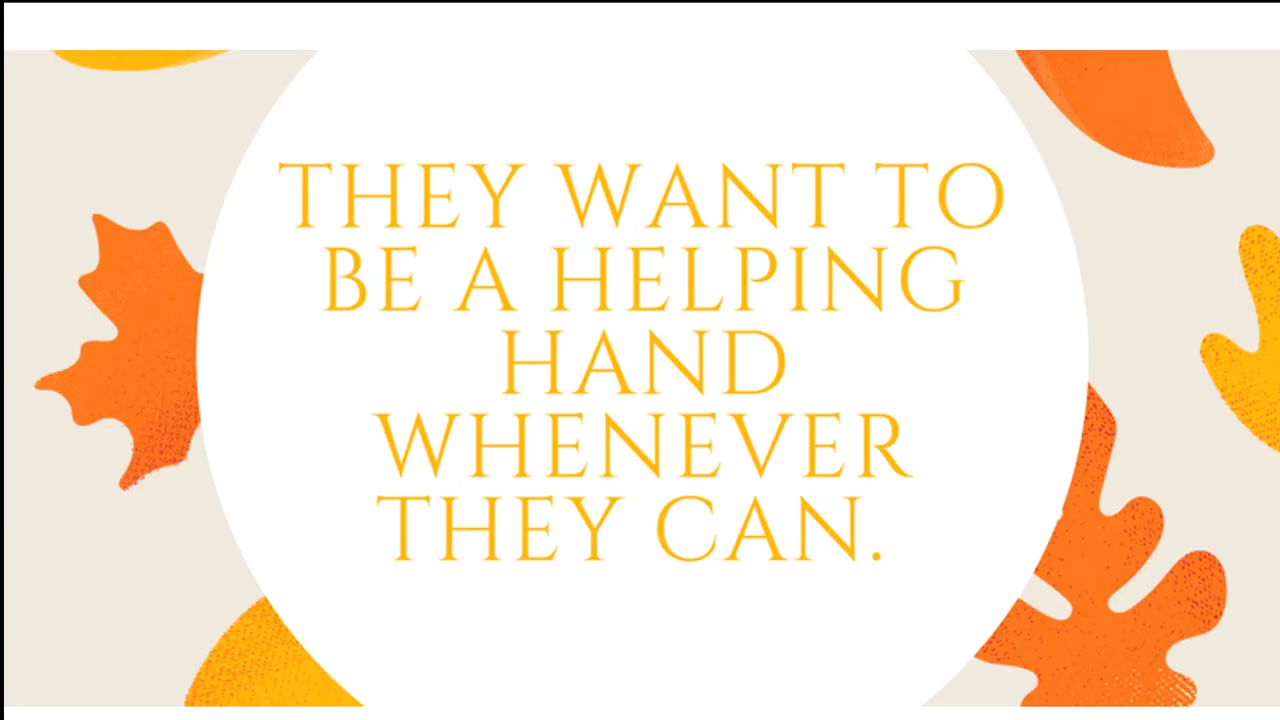 THEY WANT TO
BE A HELPING
HAND
WHENEVER
THEY CAN.